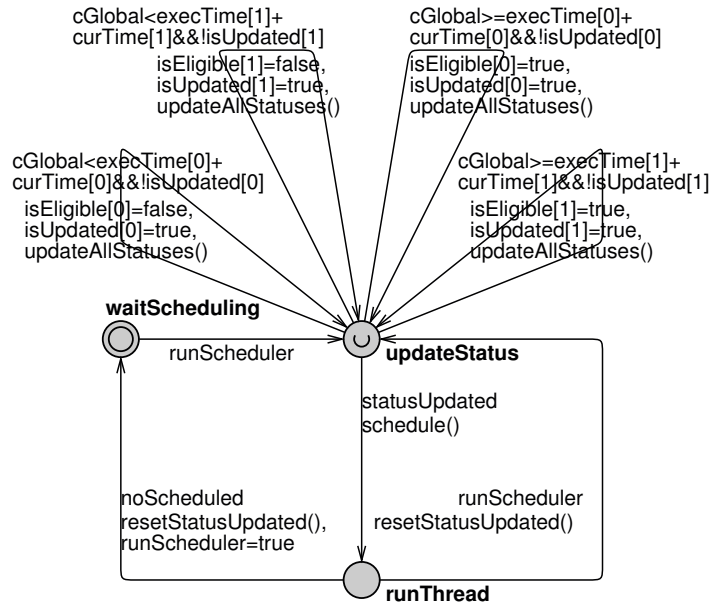 cGlobal<execTime[1]+
curTime[1]&&!isUpdated[1]
isEligible[1]=false,
isUpdated[1]=true,
updateAllStatuses()
cGlobal>=execTime[0]+
curTime[0]&&!isUpdated[0]
isEligible[0]=true,
isUpdated[0]=true,
updateAllStatuses()
cGlobal<execTime[0]+
curTime[0]&&!isUpdated[0]
isEligible[0]=false,
isUpdated[0]=true,
updateAllStatuses()
cGlobal>=execTime[1]+
curTime[1]&&!isUpdated[1]
isEligible[1]=true,
isUpdated[1]=true,
updateAllStatuses()
waitScheduling
runScheduler
updateStatus
statusUpdated
schedule()
noScheduled
resetStatusUpdated(),
runScheduler=true
runScheduler
resetStatusUpdated()
runThread